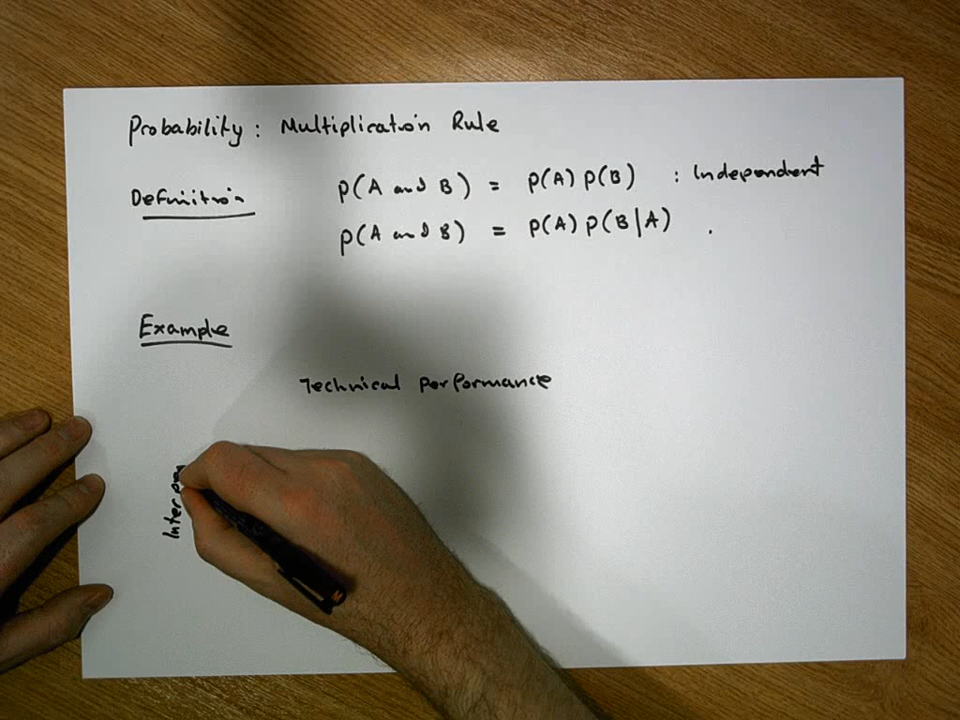 Probability: Multiplication Rule
Definition P(A and B) = P(A) P(B) : Independent
P(A and B) = P(A) P(B|A) .
Example
Technical performance